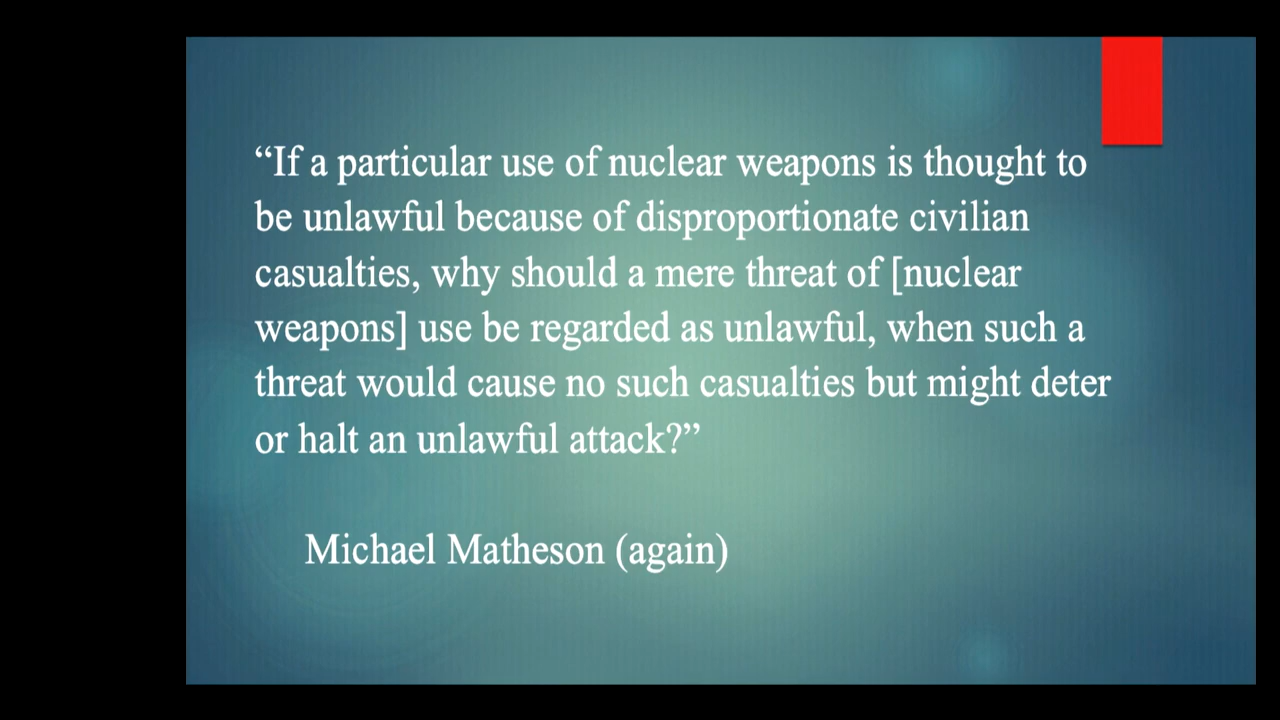 “If a particular use of nuclear weapons is thought to
be unlawful because of disproportionate civilian
casualties, why should a mere threat of [nuclear
weapons] use be regarded as unlawful, when such a
threat would cause no such casualties but might deter
or halt an unlawful attack?”
Michael Matheson (again)